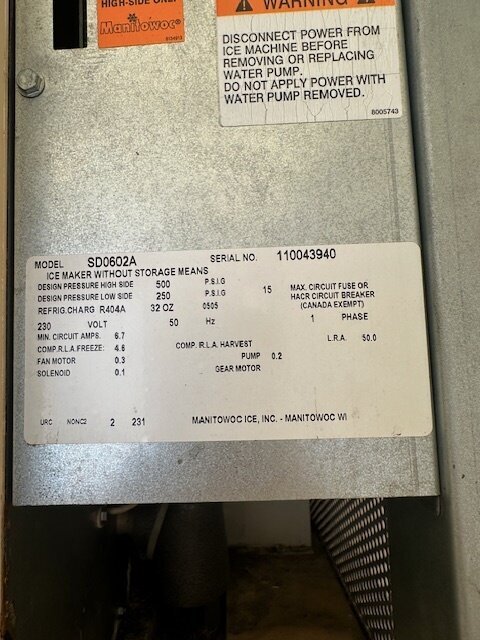 HIGH-SIDE ONLY
Manitowoc®
WARNING
DISCONNECT POWER FROM
ICE MACHINE BEFORE
REMOVING OR REPLACING
WATER PUMP.
DO NOT APPLY POWER WITH
WATER PUMP REMOVED.
8005743
MODEL SD0602A SERIAL NO. 110043940
ICE MAKER WITHOUT STORAGE MEANS
DESIGN PRESSURE HIGH SIDE 500 P.S.I.G 15 MAX. CIRCUIT FUSE OR
DESIGN PRESSURE LOW SIDE 250 P.S.I.G HACR CIRCUIT BREAKER
REFRIG.CHARG R404A 32 OZ 0505 (CANADA EXEMPT)
230 VOLT 50 Hz 1 PHASE
MIN. CIRCUIT AMPS. 6.7
COMP.R.L.A.FREEZE: 4.6 COMP. R.L.A. HARVEST L.R.A. 50.0
FAN MOTOR 0.3 PUMP 0.2
SOLENOID 0.1 GEAR MOTOR
URC NONC2 2 231 MANITOWOC ICE, INC. - MANITOWOC WI